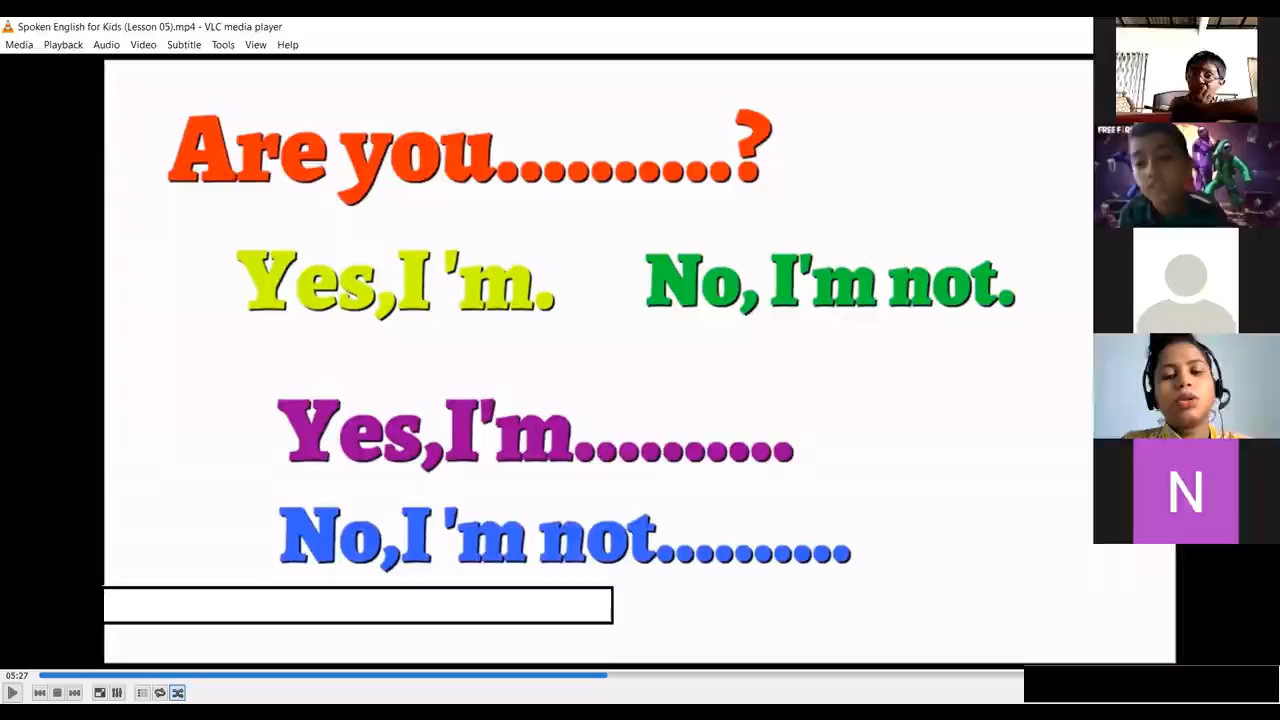 Spoken English for Kids (Lesson 05).mp4 - VLC media player
Media Playback Audio Video Subtitle Tools View Help
Are you..........?
Yes,I 'm. No, I'm not.
Yes,I'm..........
No,I 'm not..........
05:27
N